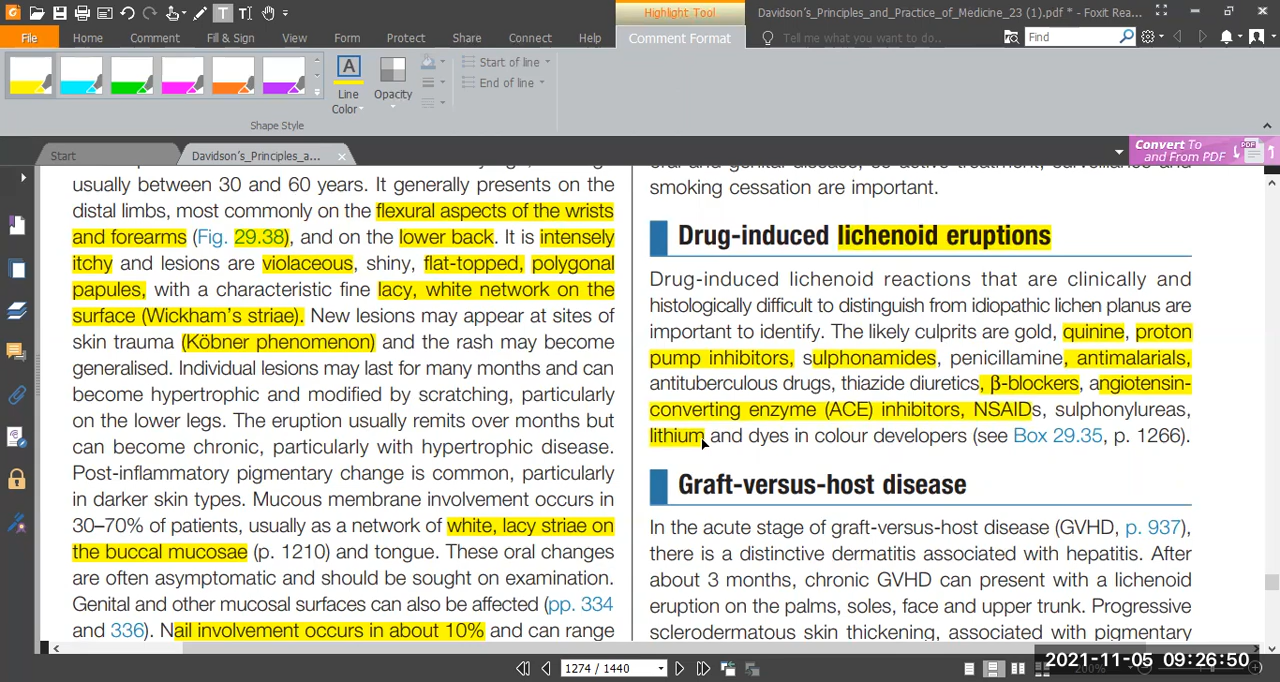 Highlight Tool
Davidson's_Principles_and_Practice_of_Medicine_23 (1).pdf * - Foxit Rea...
File
Home
Comment
Fill & Sign
View
Form
Protect
Share
Connect
Help
Comment Format
Tell me what you want to do..
Find
Line
Color
Opacity
Start of line
End of line
Shape Style
Start
Davidson's_Principles_a...
Convert To
and From PDF
PDF
usually between 30 and 60 years. It generally presents on the
distal limbs, most commonly on the flexural aspects of the wrists
and forearms (Fig. 29.38), and on the lower back. It is intensely
itchy and lesions are violaceous, shiny, flat-topped, polygonal
papules, with a characteristic fine lacy, white network on the
surface (Wickham's striae). New lesions may appear at sites of
skin trauma (Köbner phenomenon) and the rash may become
generalised. Individual lesions may last for many months and can
become hypertrophic and modified by scratching, particularly
on the lower legs. The eruption usually remits over months but
can become chronic, particularly with hypertrophic disease.
Post-inflammatory pigmentary change is common, particularly
in darker skin types. Mucous membrane involvement occurs in
30–70% of patients, usually as a network of white, lacy striae on
the buccal mucosae (p. 1210) and tongue. These oral changes
are often asymptomatic and should be sought on examination.
Genital and other mucosal surfaces can also be affected (pp. 334
and 336). Nail involvement occurs in about 10% and can range
smoking cessation are important.
Drug-induced lichenoid eruptions
Drug-induced lichenoid reactions that are clinically and
histologically difficult to distinguish from idiopathic lichen planus are
important to identify. The likely culprits are gold, quinine, proton
pump inhibitors, sulphonamides, penicillamine, antimalarials,
antituberculous drugs, thiazide diuretics, β-blockers, angiotensin-
converting enzyme (ACE) inhibitors, NSAIDs, sulphonylureas,
lithium and dyes in colour developers (see Box 29.35, p. 1266).
Graft-versus-host disease
In the acute stage of graft-versus-host disease (GVHD, p. 937),
there is a distinctive dermatitis associated with hepatitis. After
about 3 months, chronic GVHD can present with a lichenoid
eruption on the palms, soles, face and upper trunk. Progressive
sclerodermatous skin thickening, associated with pigmentary
1274 / 1440
2021-11-05 09:26:50